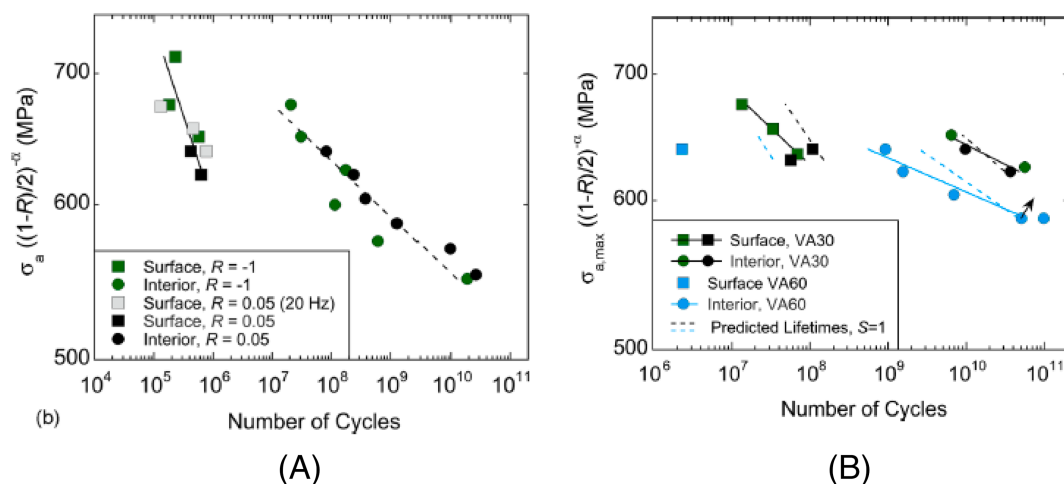 σa ((1-R)/2)^-α (MPa)
700
600
500
10^4 10^5 10^6 10^7 10^8 10^9 10^10 10^11
Number of Cycles
Surface, R = -1
Interior, R = -1
Surface, R = 0.05 (20 Hz)
Surface, R = 0.05
Interior, R = 0.05
(b)
(A)
σa,max ((1-R)/2)^-α (MPa)
700
600
500
10^6 10^7 10^8 10^9 10^10 10^11
Number of Cycles
Surface, VA30
Interior, VA30
Surface VA60
Interior, VA60
Predicted Lifetimes, S=1
(B)